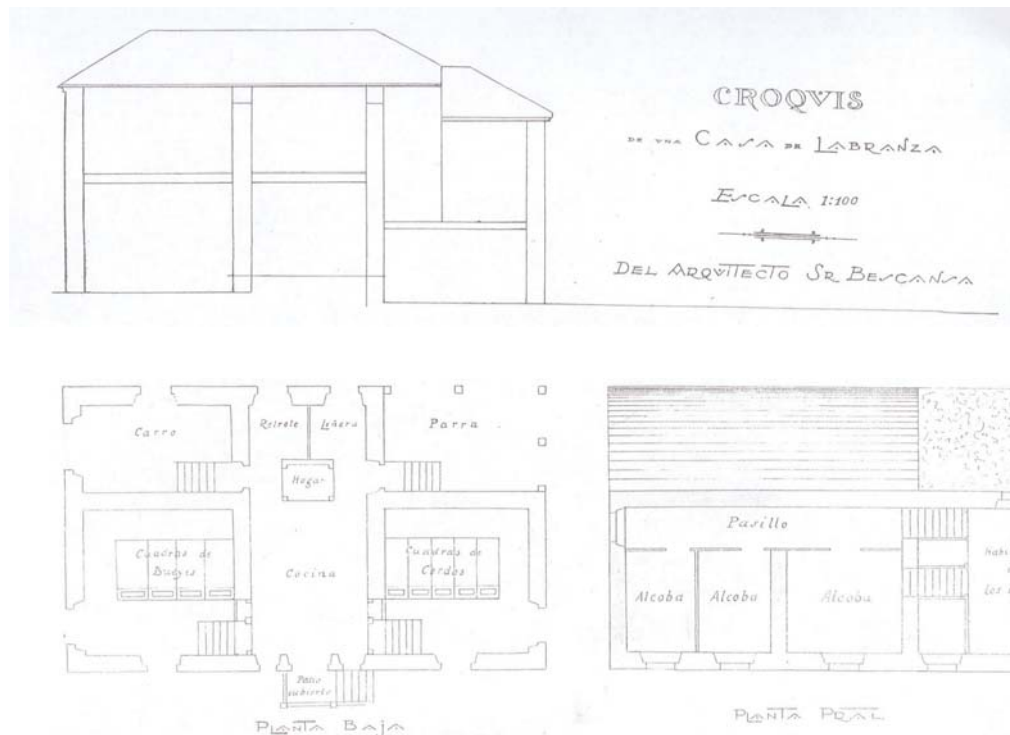 CROQVIS
DE VNA CASA DE LABRANZA
ESCALA 1:100
DEL ARQVITECTO SR BESCANSA
Carro
Retrete
Leñera
Parra
Hogar
Cuadras de
Bueyes
Cocina
Cuadras de
Cerdos
Patio
cubierto
PLANTA BAJA
Pasillo
Alcoba
Alcoba
Alcoba
PLANTA PRAL.